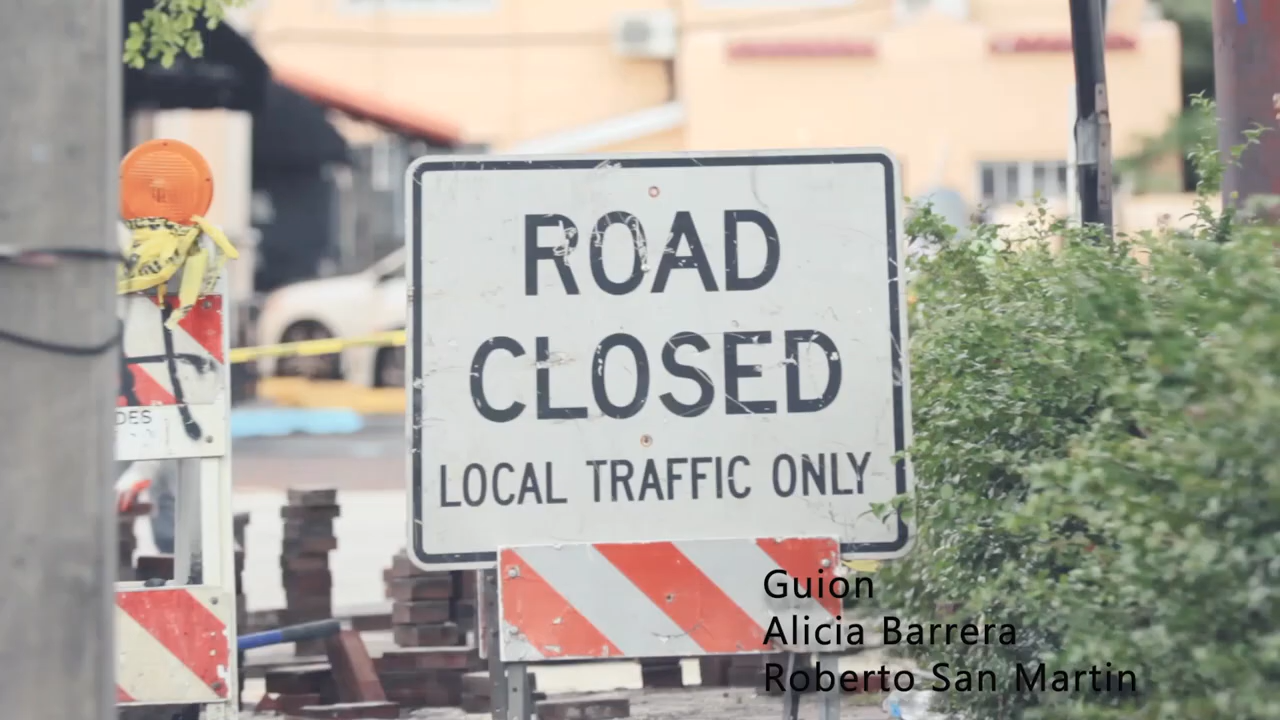 ROAD
CLOSED
LOCAL TRAFFIC ONLY
DES
Guion
Alicia Barrera
Roberto San Martin